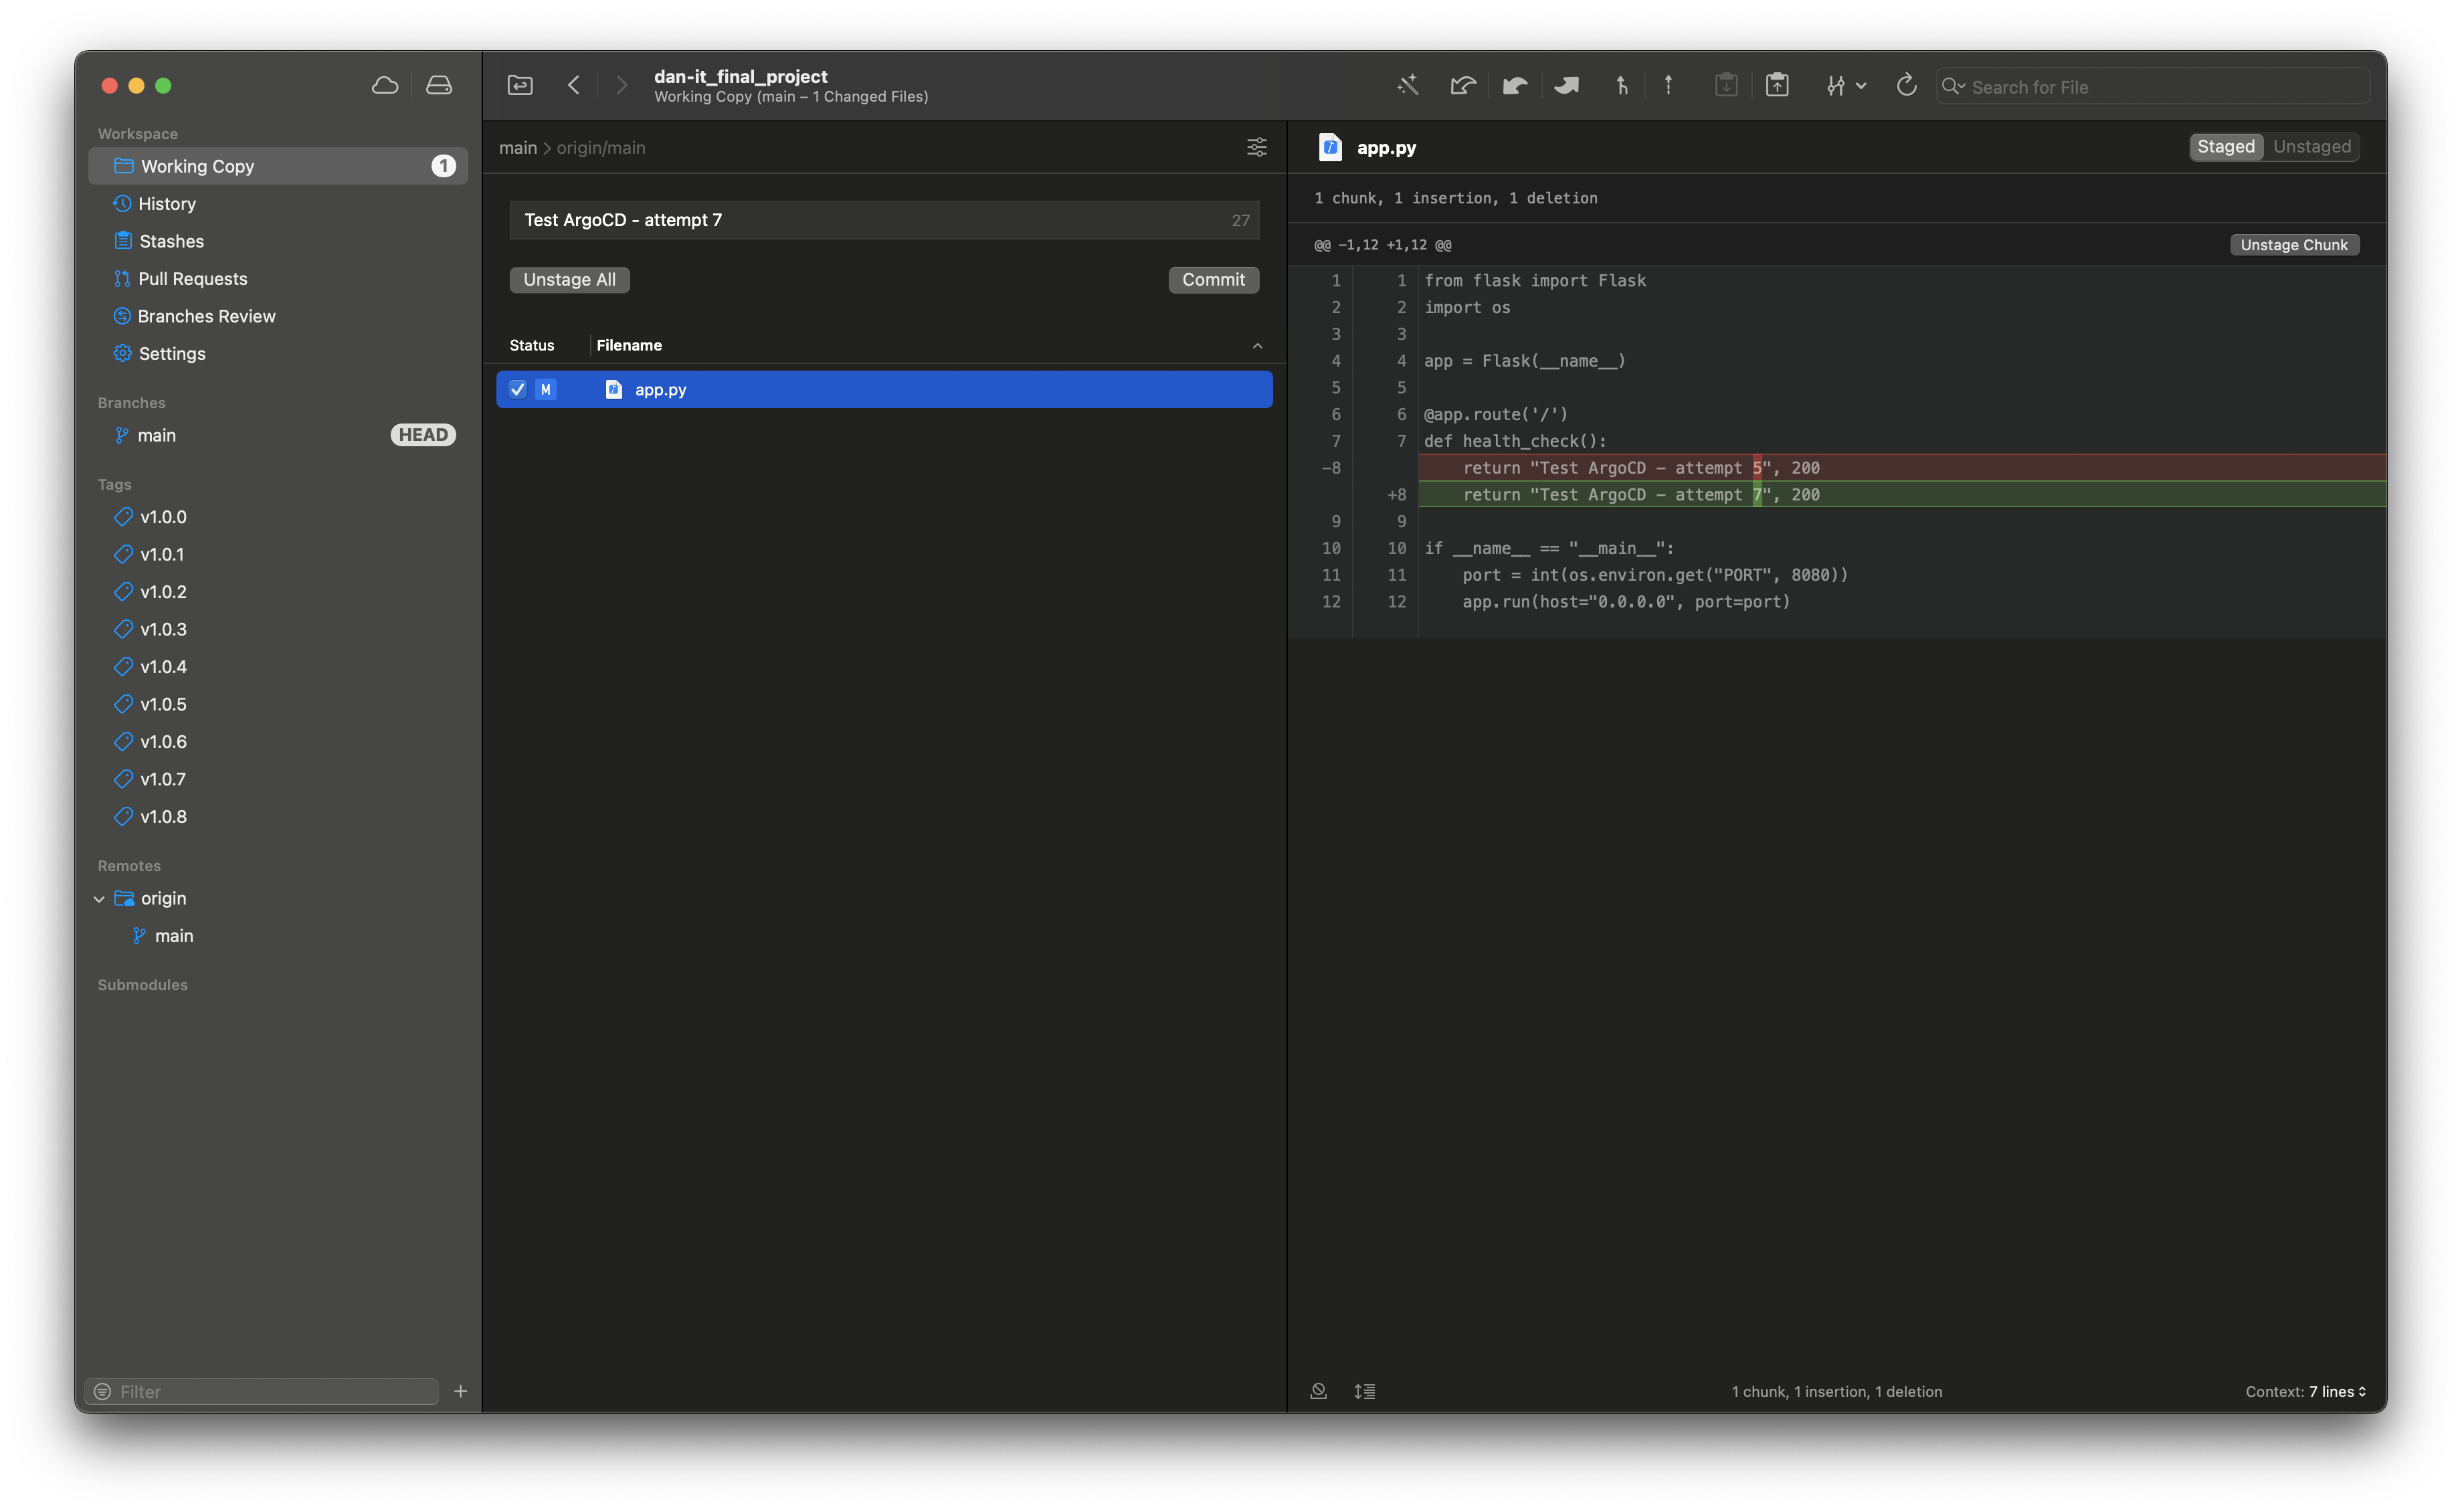 Workspace
Working Copy 1
History
Stashes
Pull Requests
Branches Review
Settings
Branches
main HEAD
Tags
v1.0.0
v1.0.1
v1.0.2
v1.0.3
v1.0.4
v1.0.5
v1.0.6
v1.0.7
v1.0.8
Remotes
origin
main
Submodules
Filter
dan-it_final_project
Working Copy (main – 1 Changed Files)
Search for File
main > origin/main
Test ArgoCD - attempt 7 27
Unstage All Commit
Status Filename
M app.py
app.py Staged Unstaged
1 chunk, 1 insertion, 1 deletion
@@ -1,12 +1,12 @@ Unstage Chunk
1 1 from flask import Flask
2 2 import os
3 3
4 4 app = Flask(__name__)
5 5
6 6 @app.route('/')
7 7 def health_check():
-8 return "Test ArgoCD - attempt 5", 200
+8 return "Test ArgoCD - attempt 7", 200
9 9
10 10 if __name__ == "__main__":
11 11 port = int(os.environ.get("PORT", 8080))
12 12 app.run(host="0.0.0.0", port=port)
1 chunk, 1 insertion, 1 deletion
Context: 7 lines